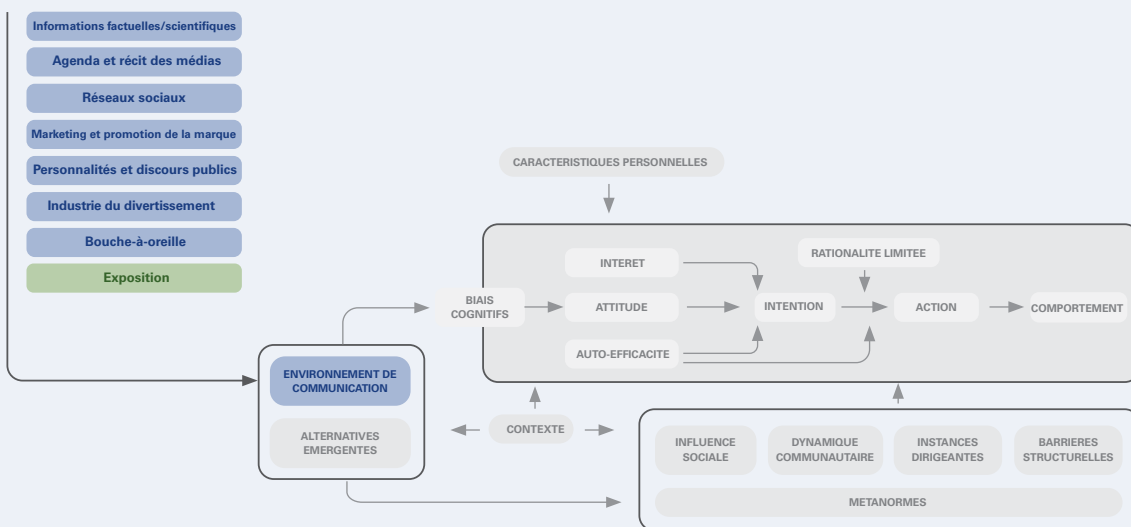 Informations factuelles/scientifiques
Agenda et récit des médias
Réseaux sociaux
Marketing et promotion de la marque
Personnalités et discours publics
Industrie du divertissement
Bouche-à-oreille
Exposition
CARACTERISTIQUES PERSONNELLES
INTERET
RATIONALITE LIMITEE
BIAIS
COGNITIFS
ATTITUDE
INTENTION
ACTION
COMPORTEMENT
AUTO-EFFICACITE
ENVIRONNEMENT DE
COMMUNICATION
ALTERNATIVES
EMERGENTES
CONTEXTE
INFLUENCE
SOCIALE
DYNAMIQUE
COMMUNAUTAIRE
INSTANCES
DIRIGEANTES
BARRIERES
STRUCTURELLES
METANORMES